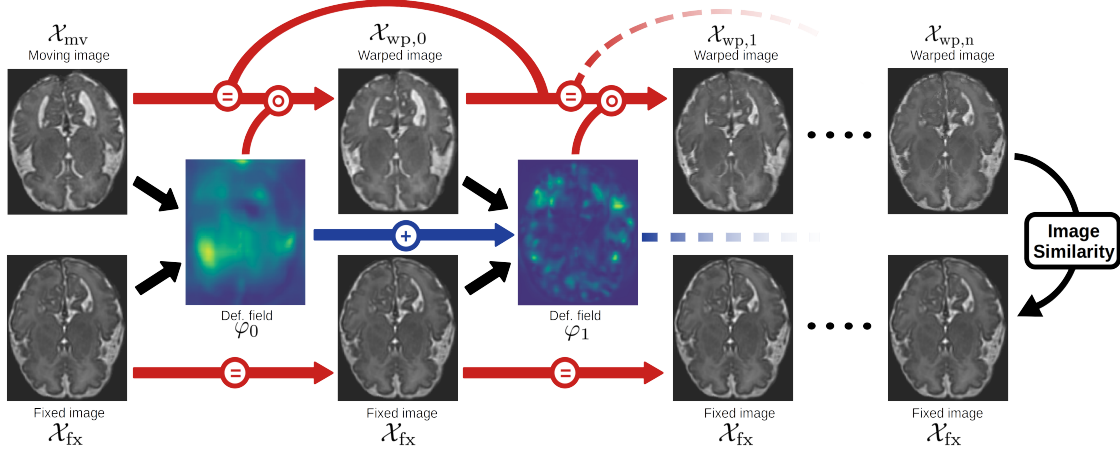 𝒳mv
Moving image
𝒳wp,0
Warped image
𝒳wp,1
Warped image
𝒳wp,n
Warped image
=
=
+
Image
Similarity
Def. field
φ0
Def. field
φ1
=
=
Fixed image
𝒳fx
Fixed image
𝒳fx
Fixed image
𝒳fx
Fixed image
𝒳fx